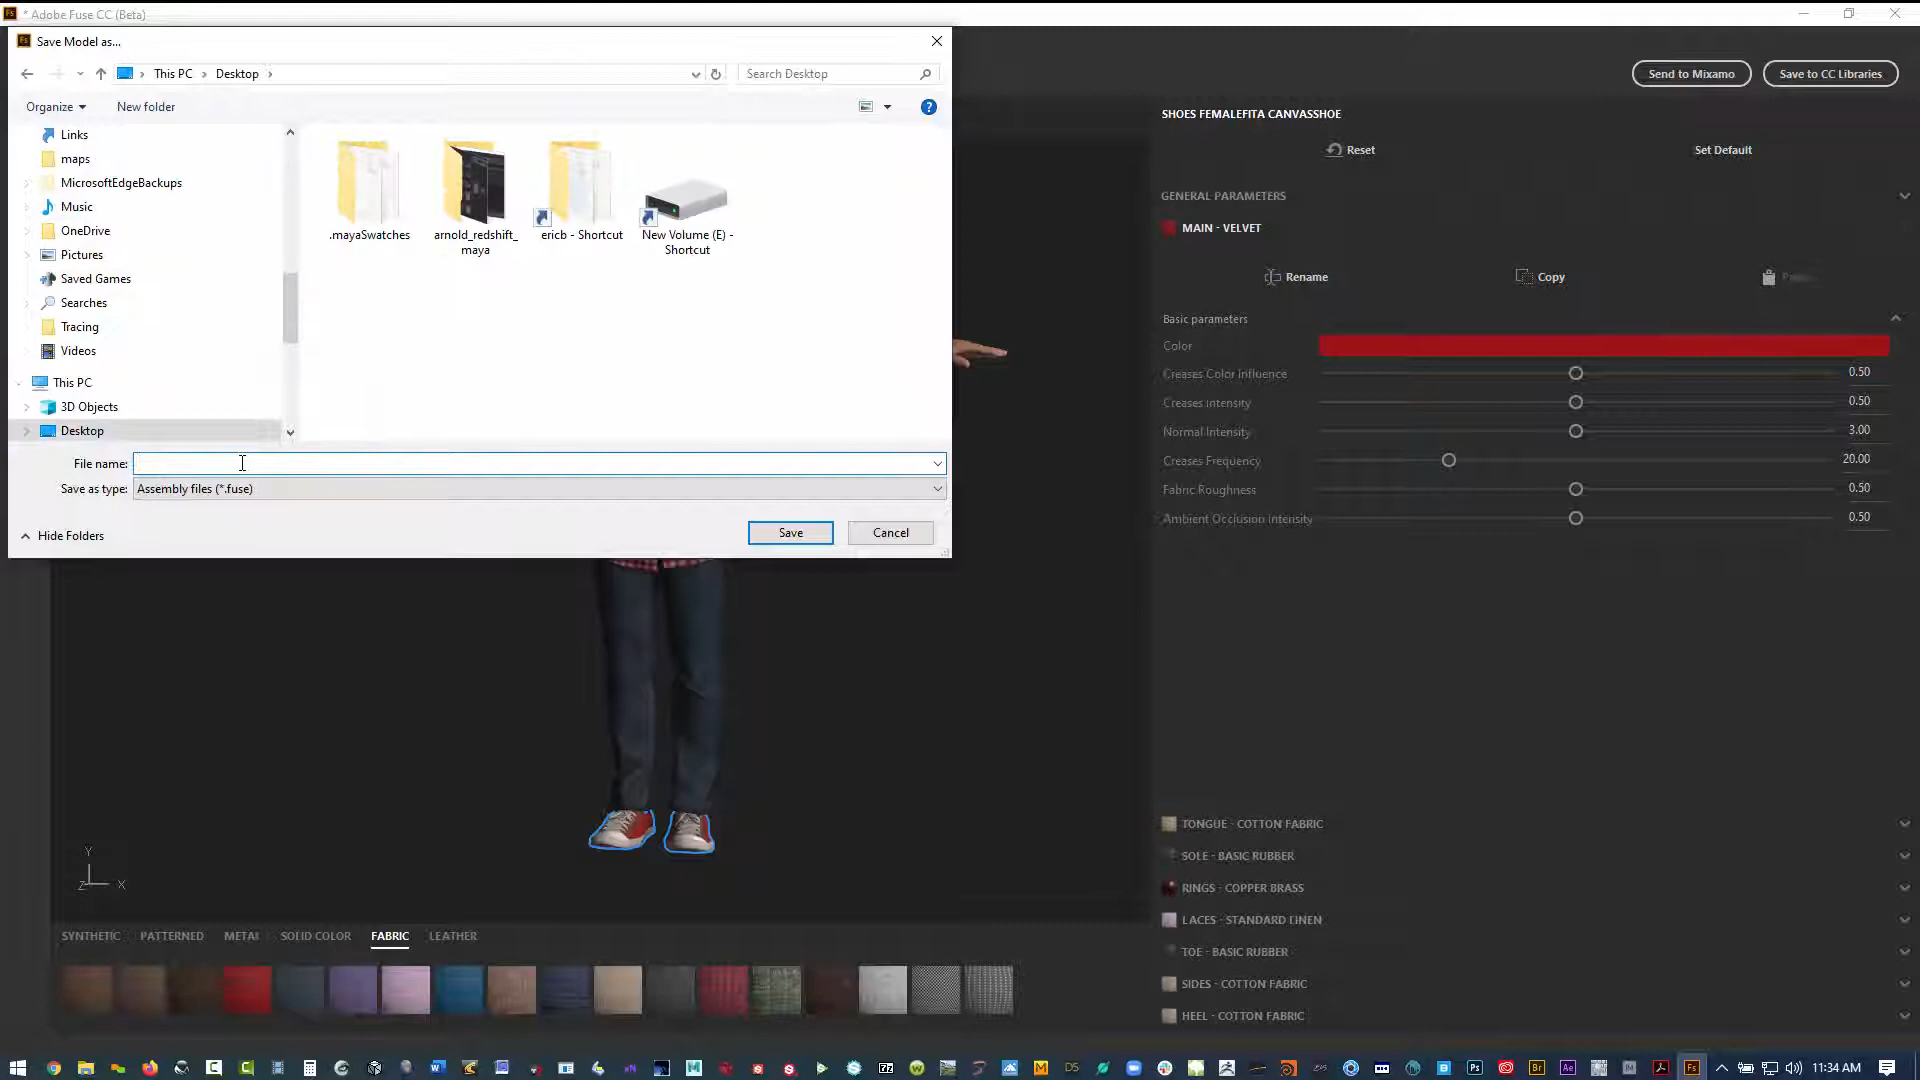 * Adobe Fuse CC (Beta)
Save Model as...
This PC
Desktop
Search Desktop
Organize
New folder
Links
maps
MicrosoftEdgeBackups
Music
OneDrive
Pictures
Saved Games
Searches
Tracing
Videos
This PC
3D Objects
Desktop
.mayaSwatches
arnold_redshift_
maya
ericb - Shortcut
New Volume (E) -
Shortcut
File name:
Save as type:
Assembly files (*.fuse)
Hide Folders
Save
Cancel
Send to Mixamo
Save to CC Libraries
SHOES FEMALEFITA CANVASSHOE
Reset
Set Default
GENERAL PARAMETERS
MAIN - VELVET
Rename
Copy
Basic parameters
Color
Creases Color Influence
0.50
Creases Intensity
0.50
Normal Intensity
3.00
Creases Frequency
20.00
Fabric Roughness
0.50
Ambient Occlusion Intensity
0.50
TONGUE - COTTON FABRIC
SOLE - BASIC RUBBER
RINGS - COPPER BRASS
LACES - STANDARD LINEN
TOE - BASIC RUBBER
SIDES - COTTON FABRIC
HEEL - COTTON FABRIC
Y
Z
X
SYNTHETIC
PATTERNED
METAL
SOLID COLOR
FABRIC
LEATHER
11:34 AM